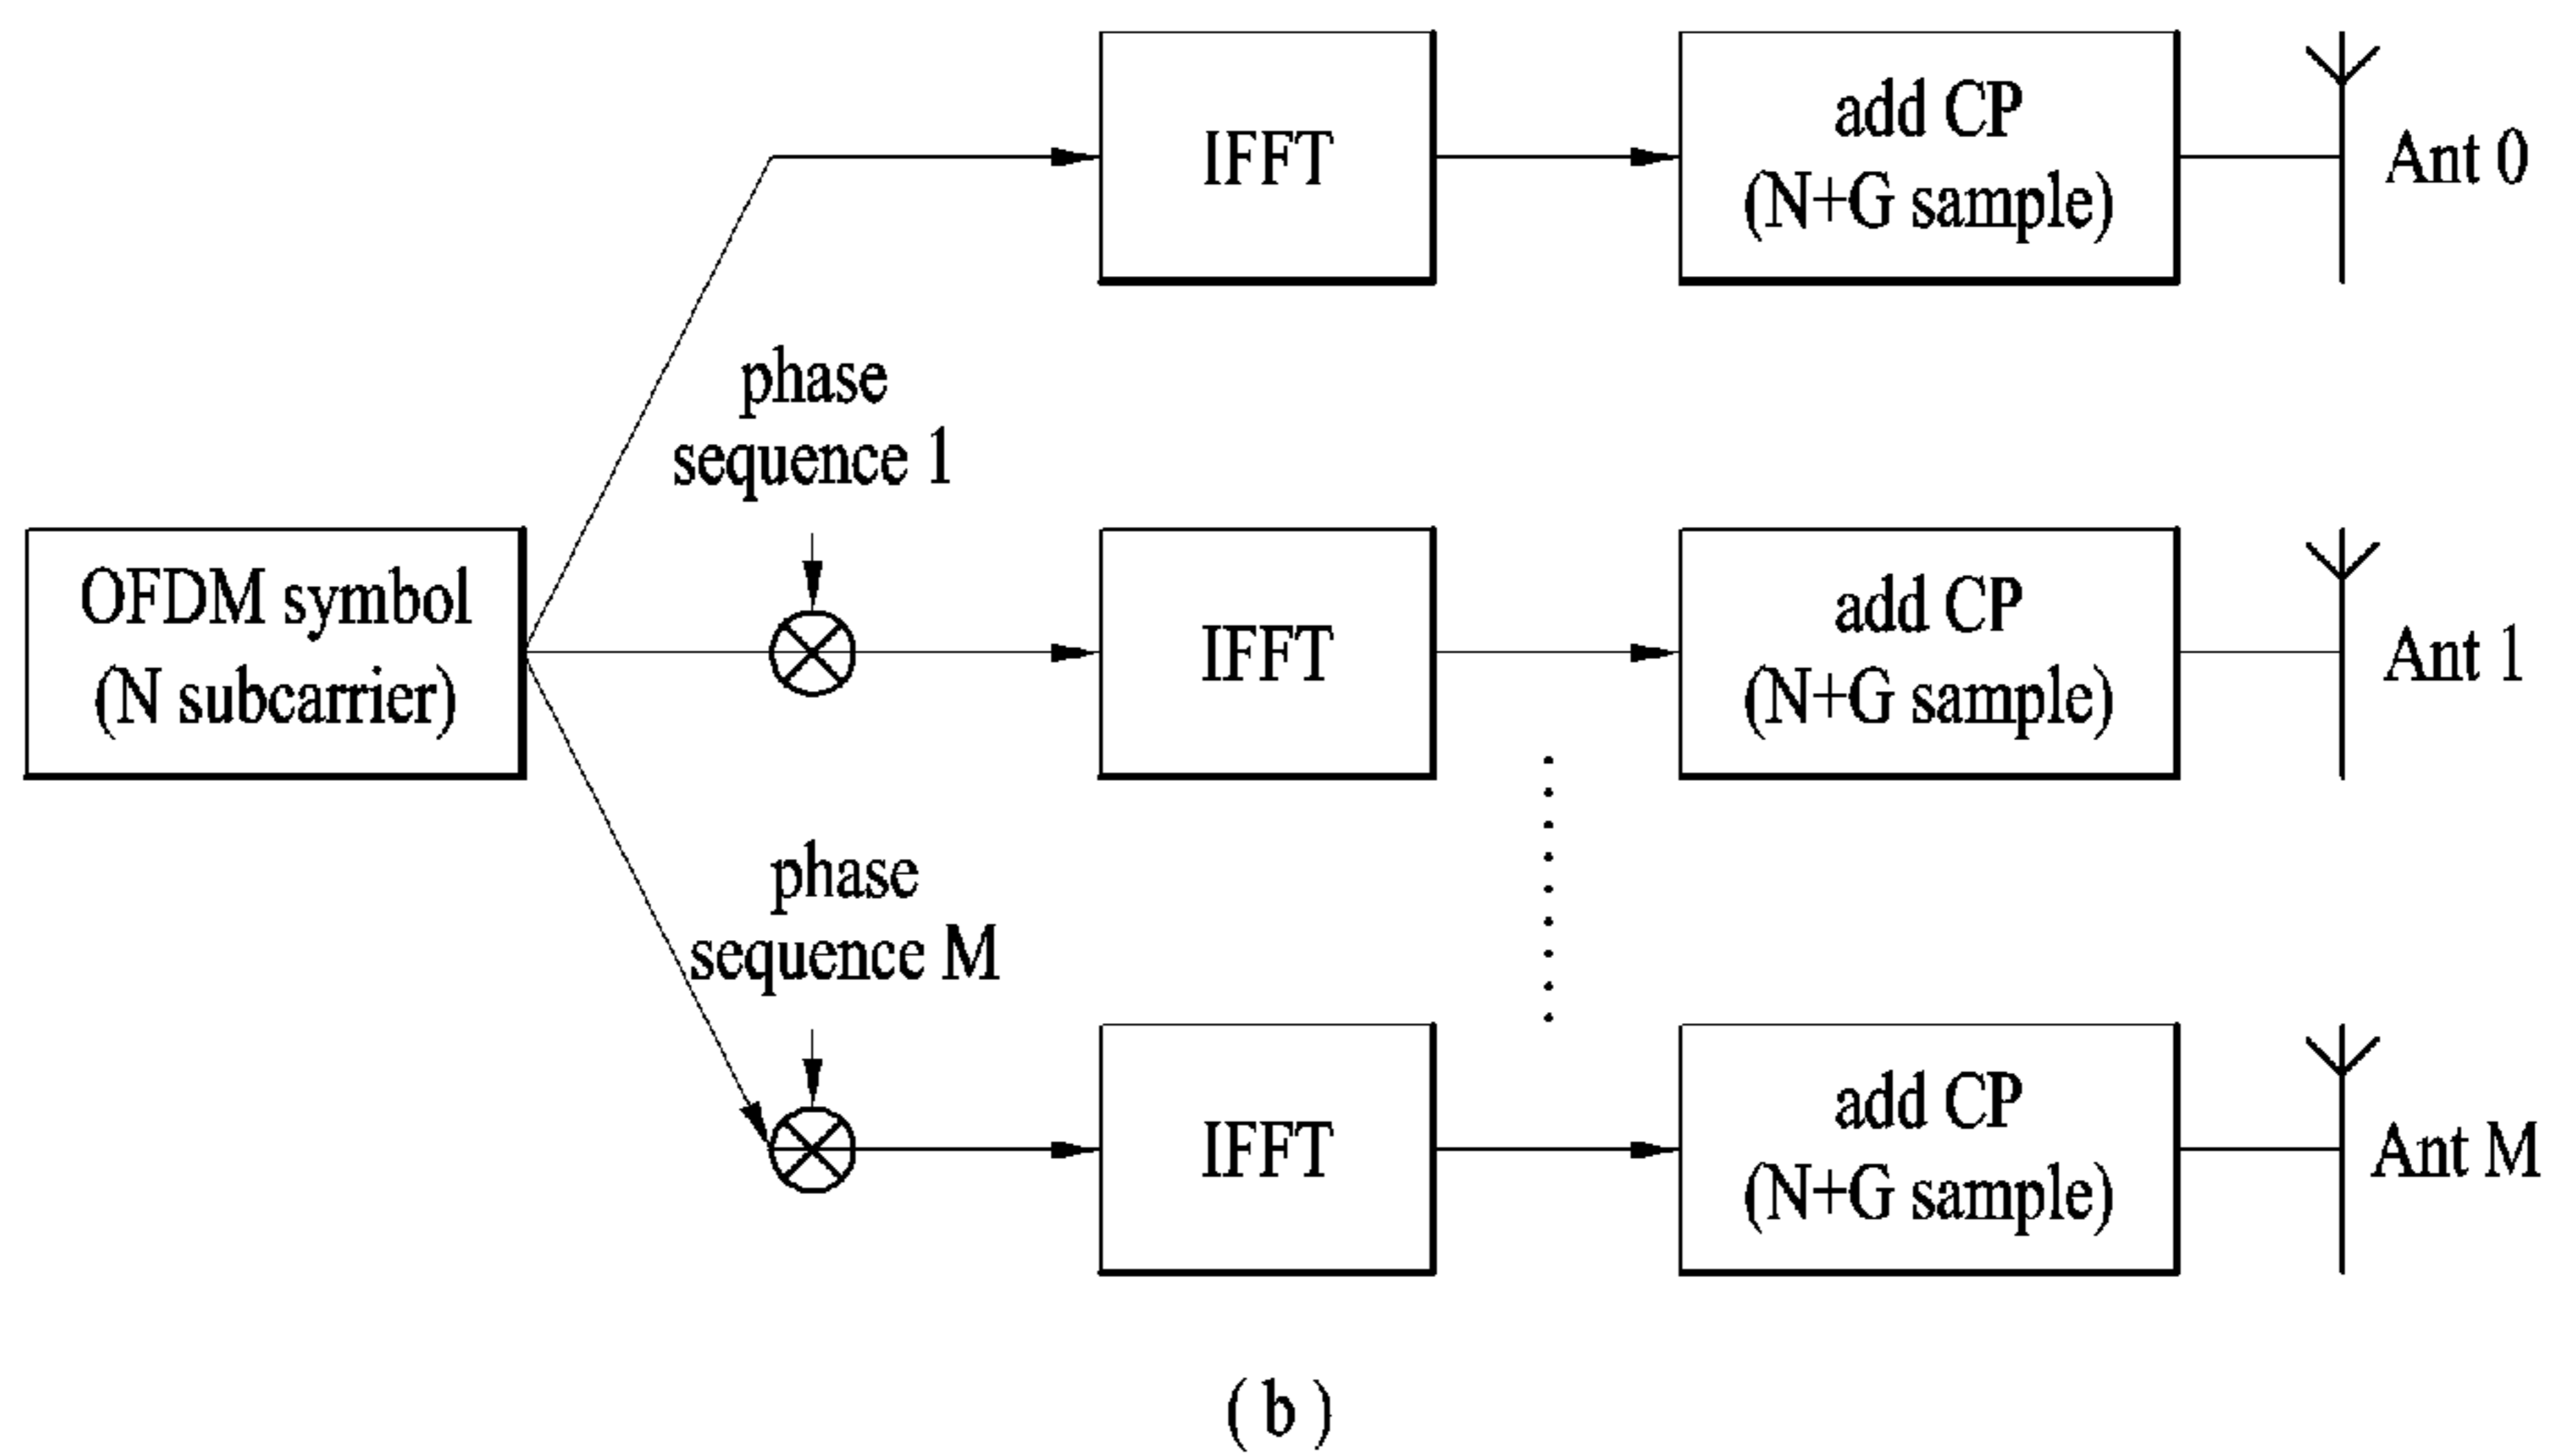 IFFT
add CP
(N+G sample)
Ant 0
phase
sequence 1
OFDM symbol
(N subcarrier)
IFFT
add CP
(N+G sample)
Ant 1
phase
sequence M
IFFT
add CP
(N+G sample)
Ant M
( b )